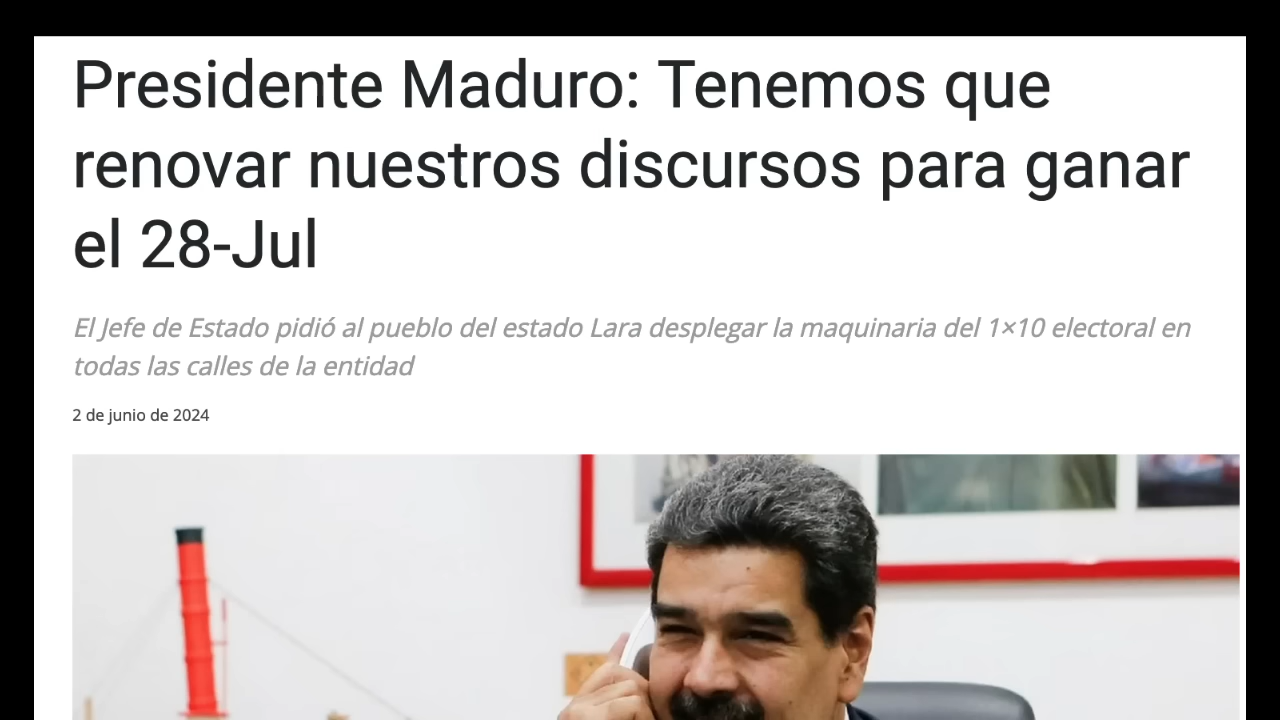 Presidente Maduro: Tenemos que
renovar nuestros discursos para ganar
el 28-Jul
El Jefe de Estado pidió al pueblo del estado Lara desplegar la maquinaria del 1×10 electoral en
todas las calles de la entidad
2 de junio de 2024